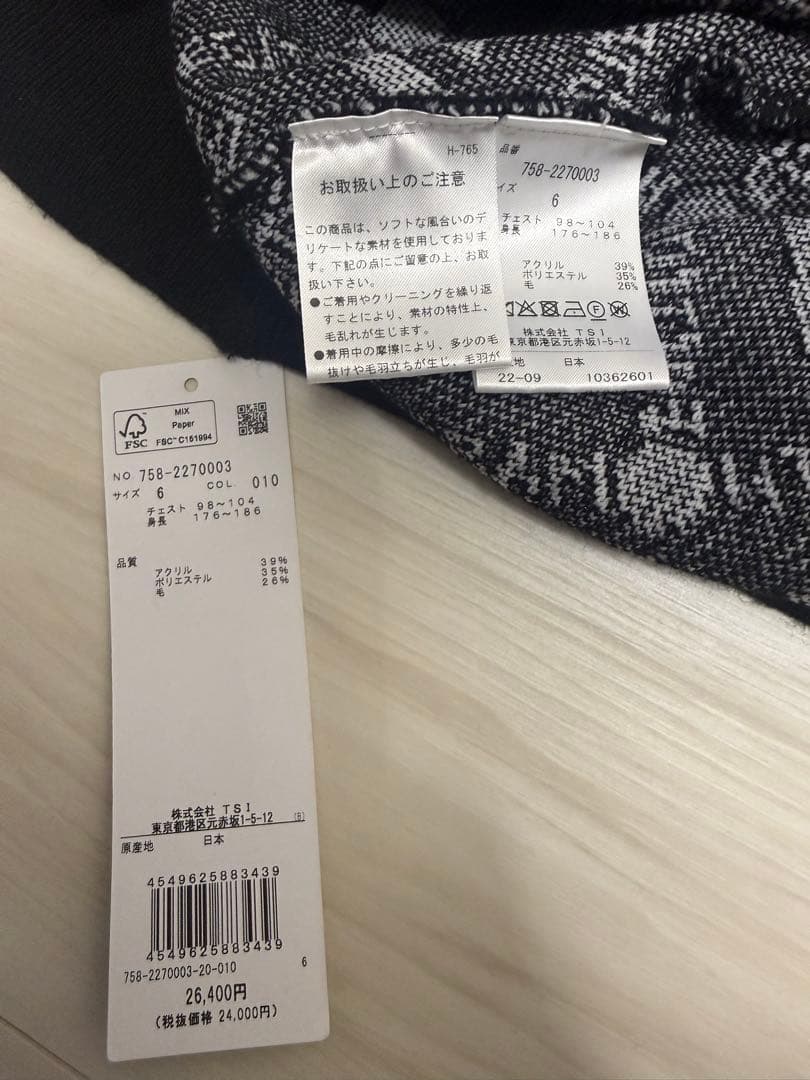 H-765
お取扱い上のご注意
この商品は、ソフトな風合いのデ
リケートな素材を使用しておりま
す。下記の点にご留意の上、お取
扱い下さい。
●ご着用やクリーニングを繰り返
すことにより、素材の特性上、
毛乱れが生じます。
●着用中の摩擦により、多少の毛
抜けや毛羽立ちが生じ、毛羽が
品番
758-2270003
イズ
6
チェスト 98〜104
身長 176〜186
アクリル 39%
ポリエステル 35%
毛 26%
株式会社 TSI
東京都港区元赤坂1-5-12
地 日本
22-09 10362601
FSC
MIX
Paper
FSC™ C151994
NO 758-2270003
サイズ 6 COL. 010
チェスト 98〜104
身長 176〜186
品質
アクリル 39%
ポリエステル 35%
毛 26%
株式会社 TSI
東京都港区元赤坂1-5-12 (B)
原産地 日本
4549625883439
4549625883439
758-2270003-20-010 6
26,400円
(税抜価格 24,000円)